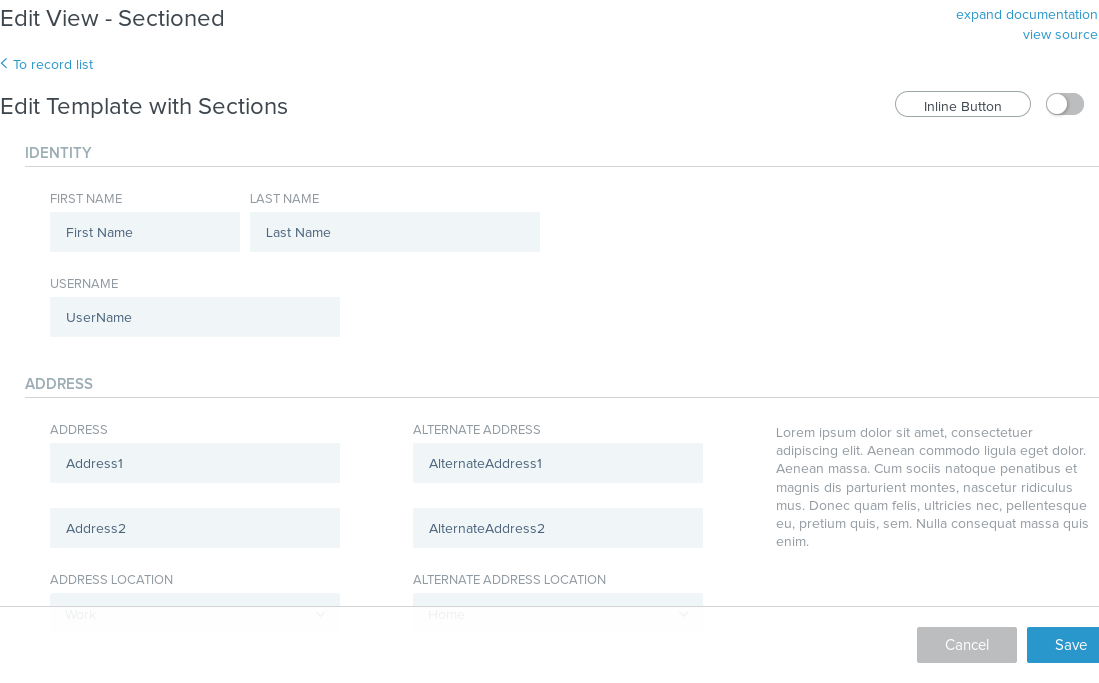 Edit View - Sectioned
expand documentation
view source
To record list
Edit Template with Sections
Inline Button
IDENTITY
FIRST NAME
LAST NAME
First Name
Last Name
USERNAME
UserName
ADDRESS
ADDRESS
ALTERNATE ADDRESS
Address1
AlternateAddress1
Address2
AlternateAddress2
Lorem ipsum dolor sit amet, consectetuer
adipiscing elit. Aenean commodo ligula eget dolor.
Aenean massa. Cum sociis natoque penatibus et
magnis dis parturient montes, nascetur ridiculus
mus. Donec quam felis, ultricies nec, pellentesque
eu, pretium quis, sem. Nulla consequat massa quis
enim.
ADDRESS LOCATION
ALTERNATE ADDRESS LOCATION
Work
Home
Cancel
Save